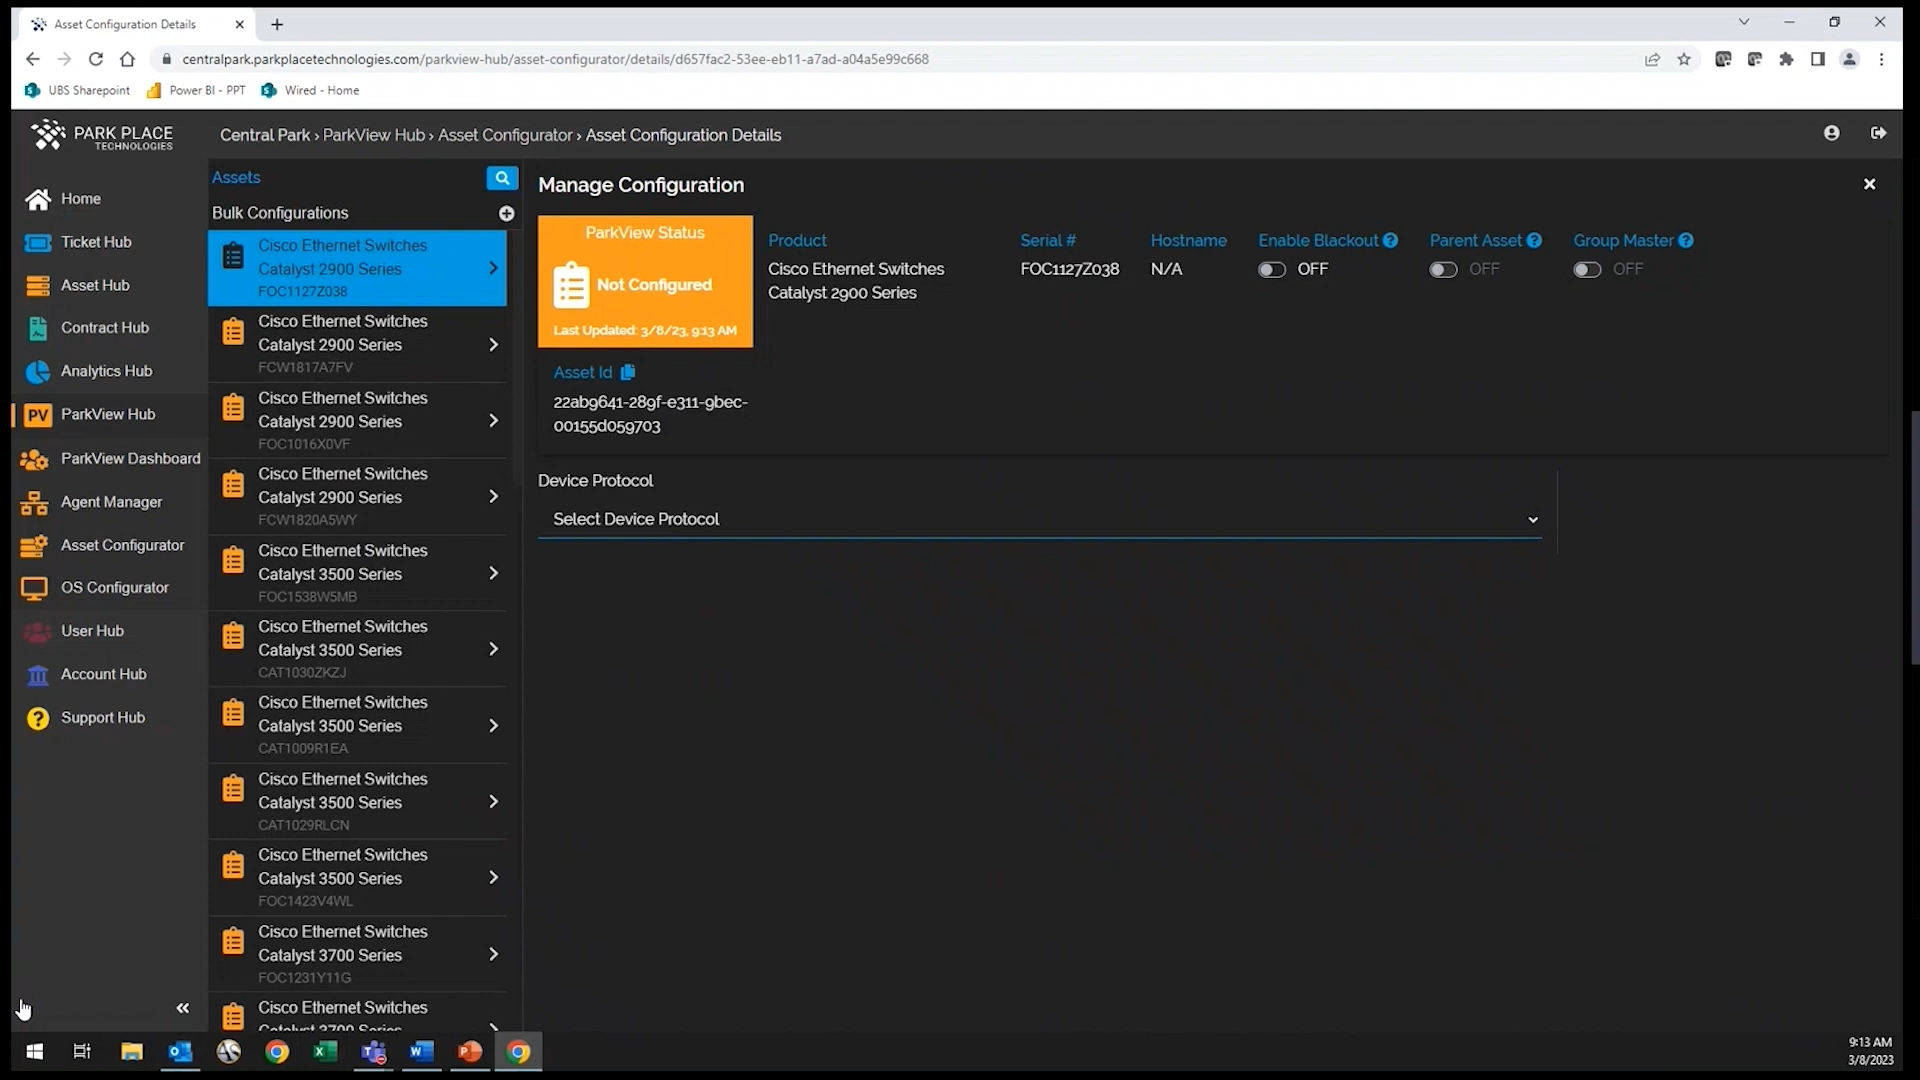 Asset Configuration Details
centralpark.parkplacetechnologies.com/parkview-hub/asset-configurator/details/d657fac2-53ee-eb11-a7ad-a04a5e99c668
UBS Sharepoint
Power BI - PPT
Wired - Home
PARK PLACE
TECHNOLOGIES
Central Park › ParkView Hub › Asset Configurator › Asset Configuration Details
Home
Ticket Hub
Asset Hub
Contract Hub
Analytics Hub
PV ParkView Hub
ParkView Dashboard
Agent Manager
Asset Configurator
OS Configurator
User Hub
Account Hub
Support Hub
Assets
Bulk Configurations
Cisco Ethernet Switches
Catalyst 2900 Series
FOC1127Z038
Cisco Ethernet Switches
Catalyst 2900 Series
FCW1817A7FV
Cisco Ethernet Switches
Catalyst 2900 Series
FOC1016X0VF
Cisco Ethernet Switches
Catalyst 2900 Series
FCW1820A5WY
Cisco Ethernet Switches
Catalyst 3500 Series
FOC1538W5MB
Cisco Ethernet Switches
Catalyst 3500 Series
CAT1030ZKZJ
Cisco Ethernet Switches
Catalyst 3500 Series
CAT1009R1EA
Cisco Ethernet Switches
Catalyst 3500 Series
CAT1029RLCN
Cisco Ethernet Switches
Catalyst 3500 Series
FOC1423V4WL
Cisco Ethernet Switches
Catalyst 3700 Series
FOC1231Y11G
Cisco Ethernet Switches
Catalyst 3700 Series
Manage Configuration
ParkView Status
Not Configured
Last Updated: 3/8/23, 9:13 AM
Product
Cisco Ethernet Switches
Catalyst 2900 Series
Serial #
FOC1127Z038
Hostname
N/A
Enable Blackout
OFF
Parent Asset
OFF
Group Master
OFF
Asset Id
22ab9641-289f-e311-9bec-
00155d059703
Device Protocol
Select Device Protocol
9:13 AM
3/8/2023